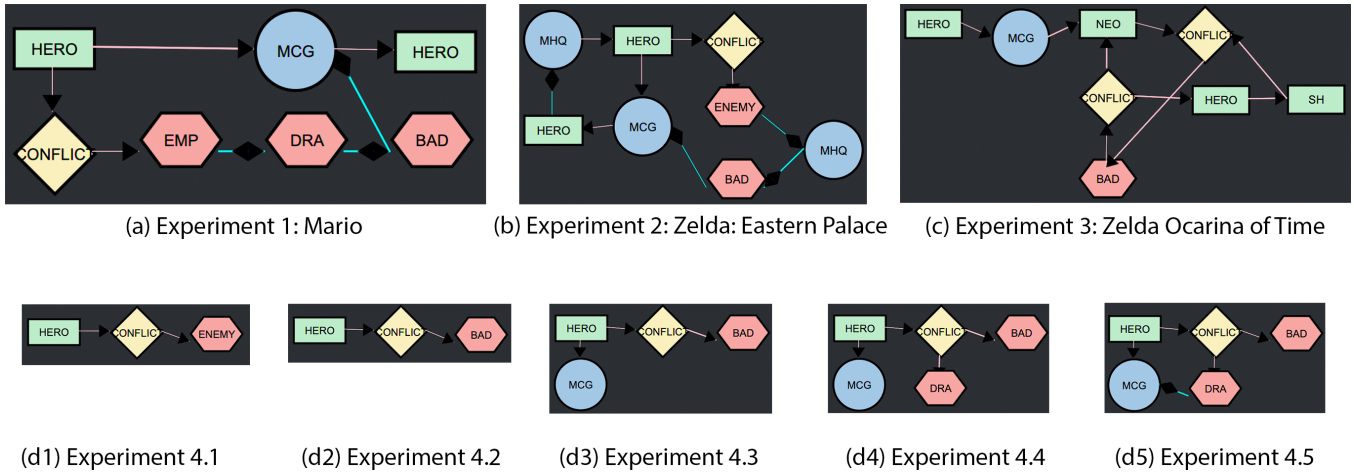 HERO
MCG
HERO
CONFLICT
EMP
DRA
BAD
(a) Experiment 1: Mario
MHQ
HERO
CONFLICT
ENEMY
HERO
MCG
MHQ
BAD
(b) Experiment 2: Zelda: Eastern Palace
HERO
MCG
NEO
CONFLICT
CONFLICT
HERO
SH
BAD
(c) Experiment 3: Zelda Ocarina of Time
HERO
CONFLICT
ENEMY
(d1) Experiment 4.1
HERO
CONFLICT
BAD
(d2) Experiment 4.2
HERO
CONFLICT
BAD
MCG
(d3) Experiment 4.3
HERO
CONFLICT
BAD
MCG
DRA
(d4) Experiment 4.4
HERO
CONFLICT
BAD
MCG
DRA
(d5) Experiment 4.5